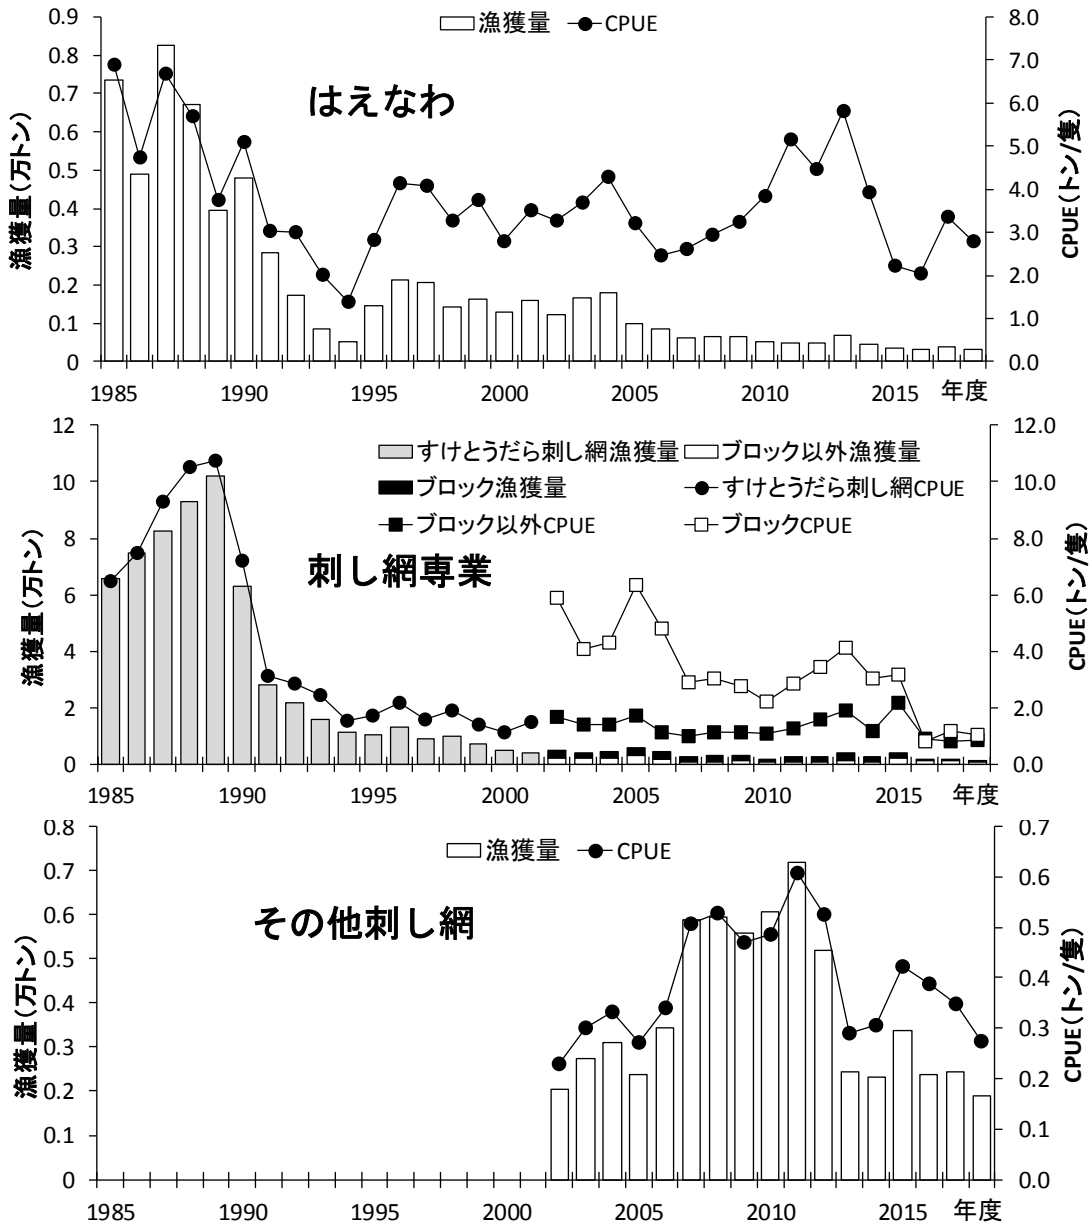 漁獲量 CPUE
はえなわ
漁獲量(万トン)
0.9
0.8
0.7
0.6
0.5
0.4
0.3
0.2
0.1
0
CPUE(トン/隻)
8.0
7.0
6.0
5.0
4.0
3.0
2.0
1.0
0.0
1985 1990 1995 2000 2005 2010 2015 年度
すけとうだら刺し網漁獲量 ブロック以外漁獲量
ブロック漁獲量 すけとうだら刺し網CPUE
ブロック以外CPUE ブロックCPUE
刺し網専業
漁獲量(万トン)
12
10
8
6
4
2
0
CPUE(トン/隻)
12.0
10.0
8.0
6.0
4.0
2.0
0.0
1985 1990 1995 2000 2005 2010 2015 年度
漁獲量 CPUE
その他刺し網
漁獲量(万トン)
0.8
0.7
0.6
0.5
0.4
0.3
0.2
0.1
0
CPUE(トン/隻)
0.7
0.6
0.5
0.4
0.3
0.2
0.1
0.0
1985 1990 1995 2000 2005 2010 2015 年度